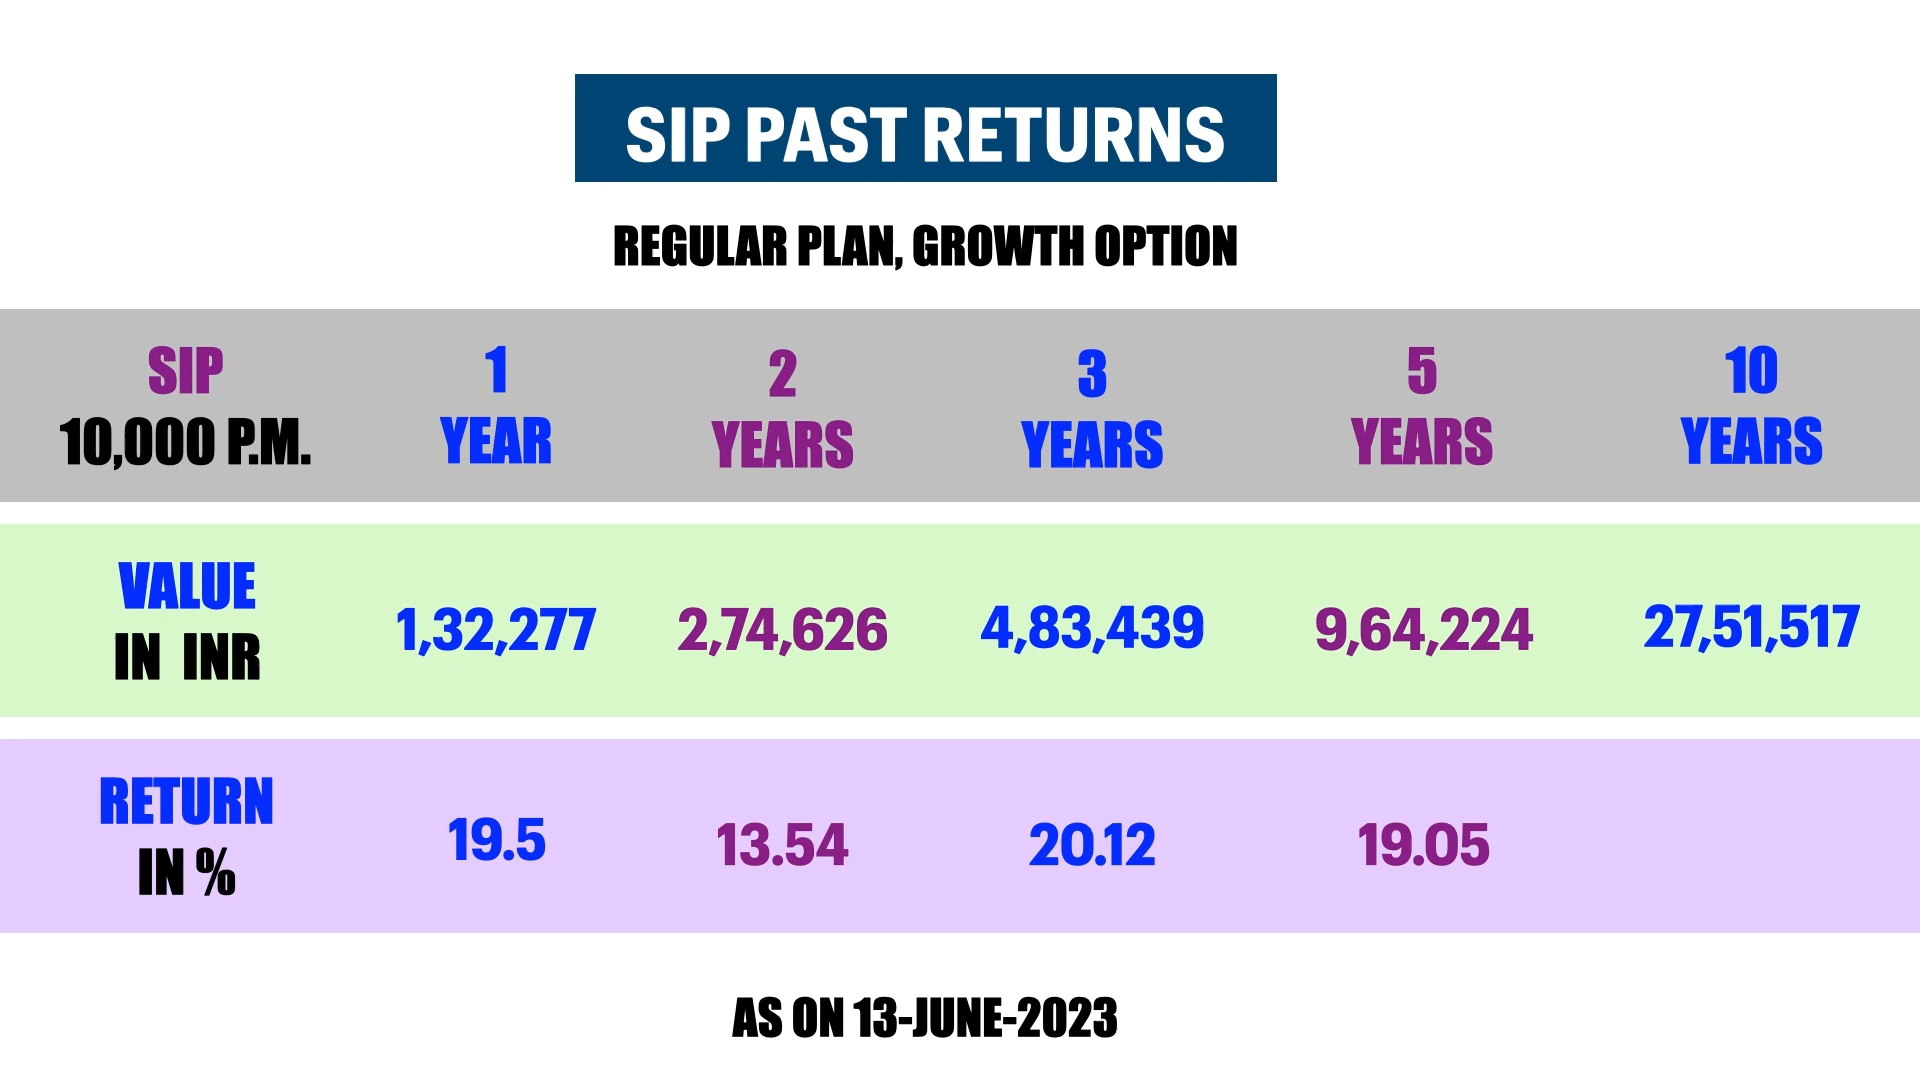 SIP PAST RETURNS
REGULAR PLAN, GROWTH OPTION
SIP 1 2 3 5 10
10,000 P.M. YEAR YEARS YEARS YEARS YEARS
VALUE
IN INR 1,32,277 2,74,626 4,83,439 9,64,224 27,51,517
RETURN
IN % 19.5 13.54 20.12 19.05
AS ON 13-JUNE-2023